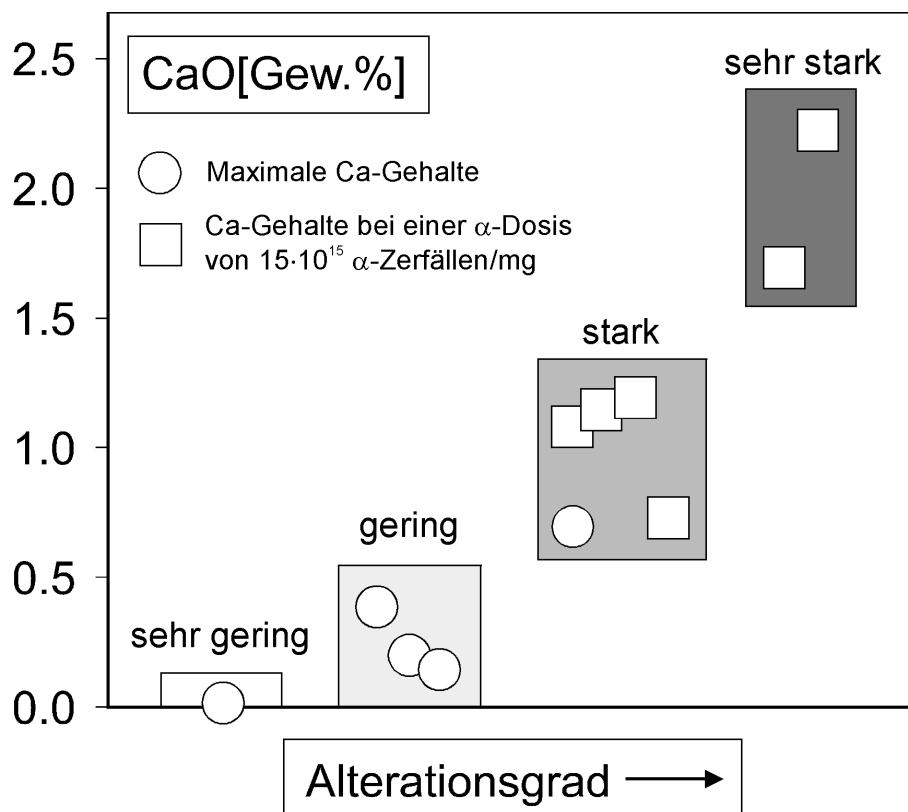 CaO[Gew.%]
Maximale Ca-Gehalte
Ca-Gehalte bei einer α-Dosis
von 15·10¹⁵ α-Zerfällen/mg
sehr stark
stark
gering
sehr gering
2.5
2.0
1.5
1.0
0.5
0.0
Alterationsgrad